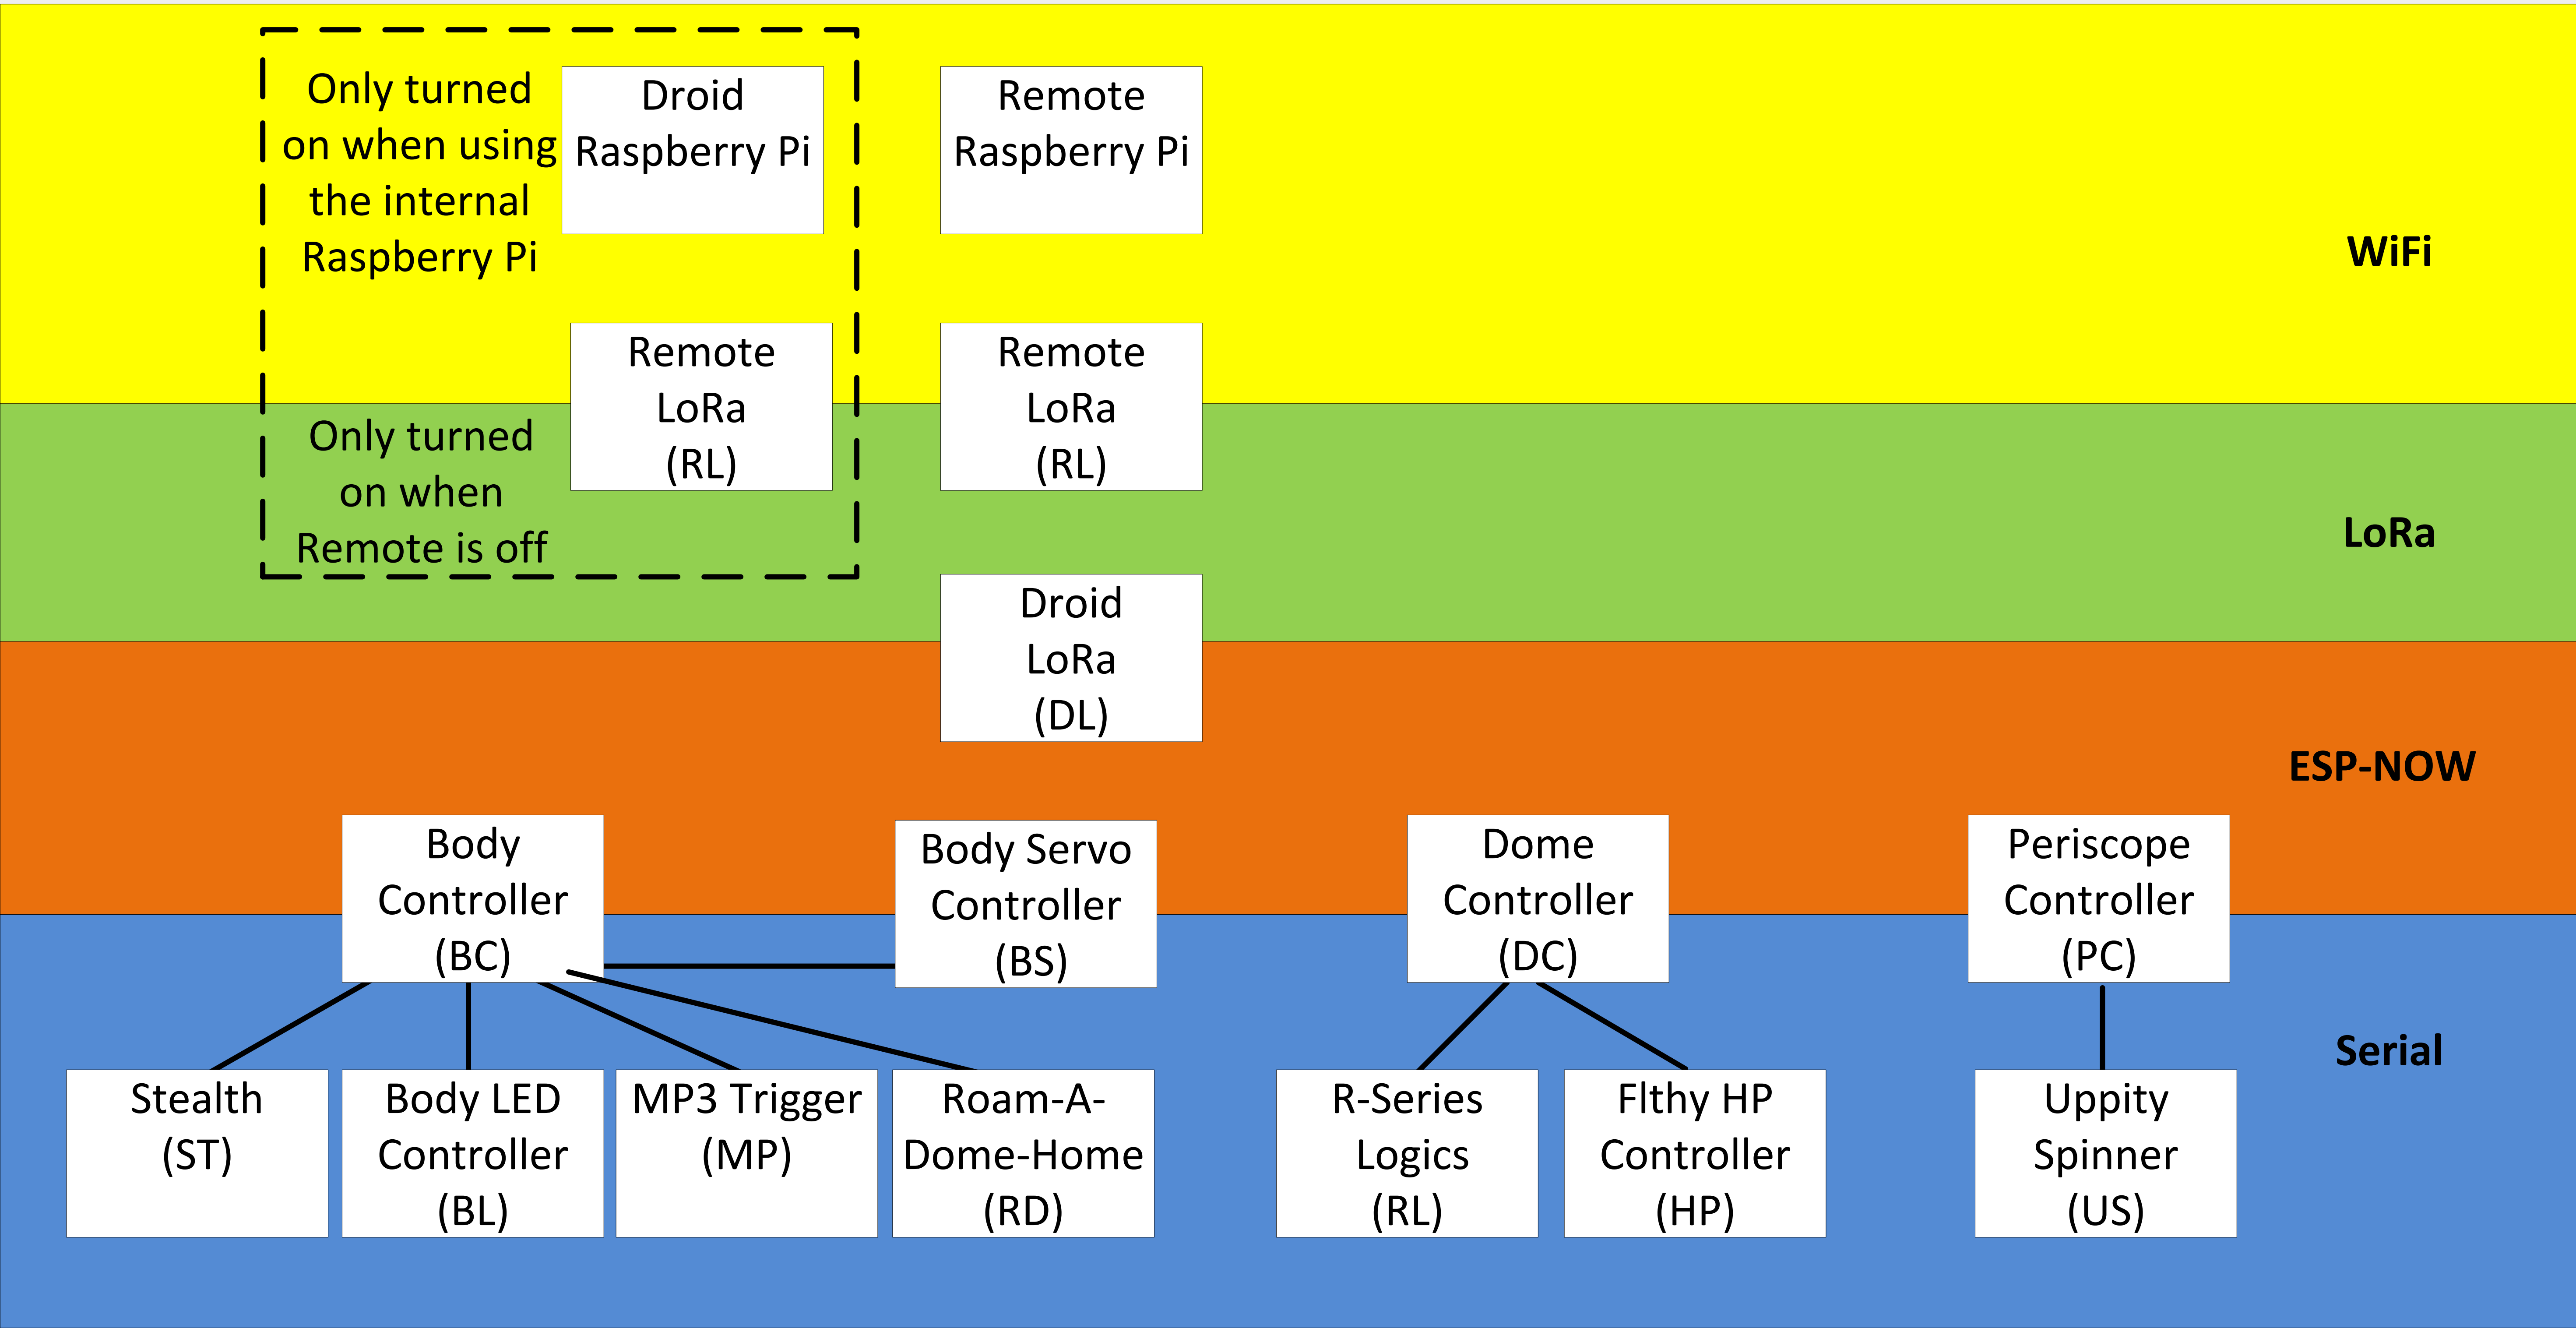 Only turned
on when using
the internal
Raspberry Pi
Droid
Raspberry Pi
Remote
Raspberry Pi
WiFi
Remote
LoRa
(RL)
Remote
LoRa
(RL)
Only turned
on when
Remote is off
LoRa
Droid
LoRa
(DL)
ESP-NOW
Body
Controller
(BC)
Body Servo
Controller
(BS)
Dome
Controller
(DC)
Periscope
Controller
(PC)
Serial
Stealth
(ST)
Body LED
Controller
(BL)
MP3 Trigger
(MP)
Roam-A-
Dome-Home
(RD)
R-Series
Logics
(RL)
Flthy HP
Controller
(HP)
Uppity
Spinner
(US)